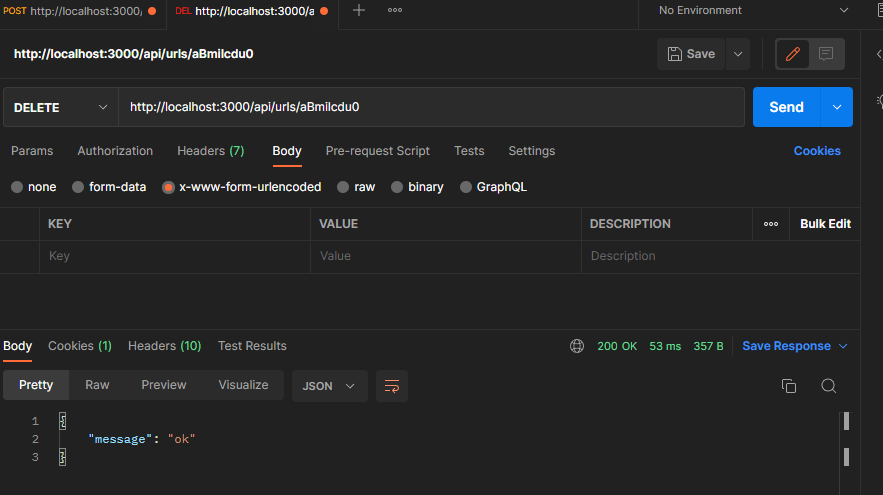 POST http://localhost:3000/ DEL http://localhost:3000/a No Environment
http://localhost:3000/api/urls/aBmilcdu0 Save
DELETE http://localhost:3000/api/urls/aBmilcdu0 Send
Params Authorization Headers (7) Body Pre-request Script Tests Settings Cookies
none form-data x-www-form-urlencoded raw binary GraphQL
KEY VALUE DESCRIPTION Bulk Edit
Key Value Description
Body Cookies (1) Headers (10) Test Results 200 OK 53 ms 357 B Save Response
Pretty Raw Preview Visualize JSON
1 {
2 "message": "ok"
3 }